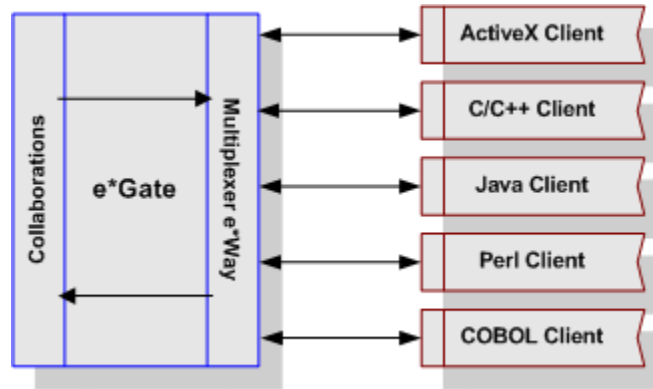 Collaborations
e*Gate
Multiplexer e*Way
ActiveX Client
C/C++ Client
Java Client
Perl Client
COBOL Client